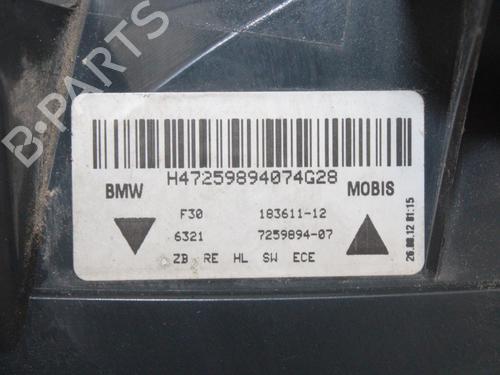 B-PARTS
H47259894074G28
BMW MOBIS
F30 183611-12
6321 7259894-07
ZB RE HL SW ECE
26.08.12 01:15